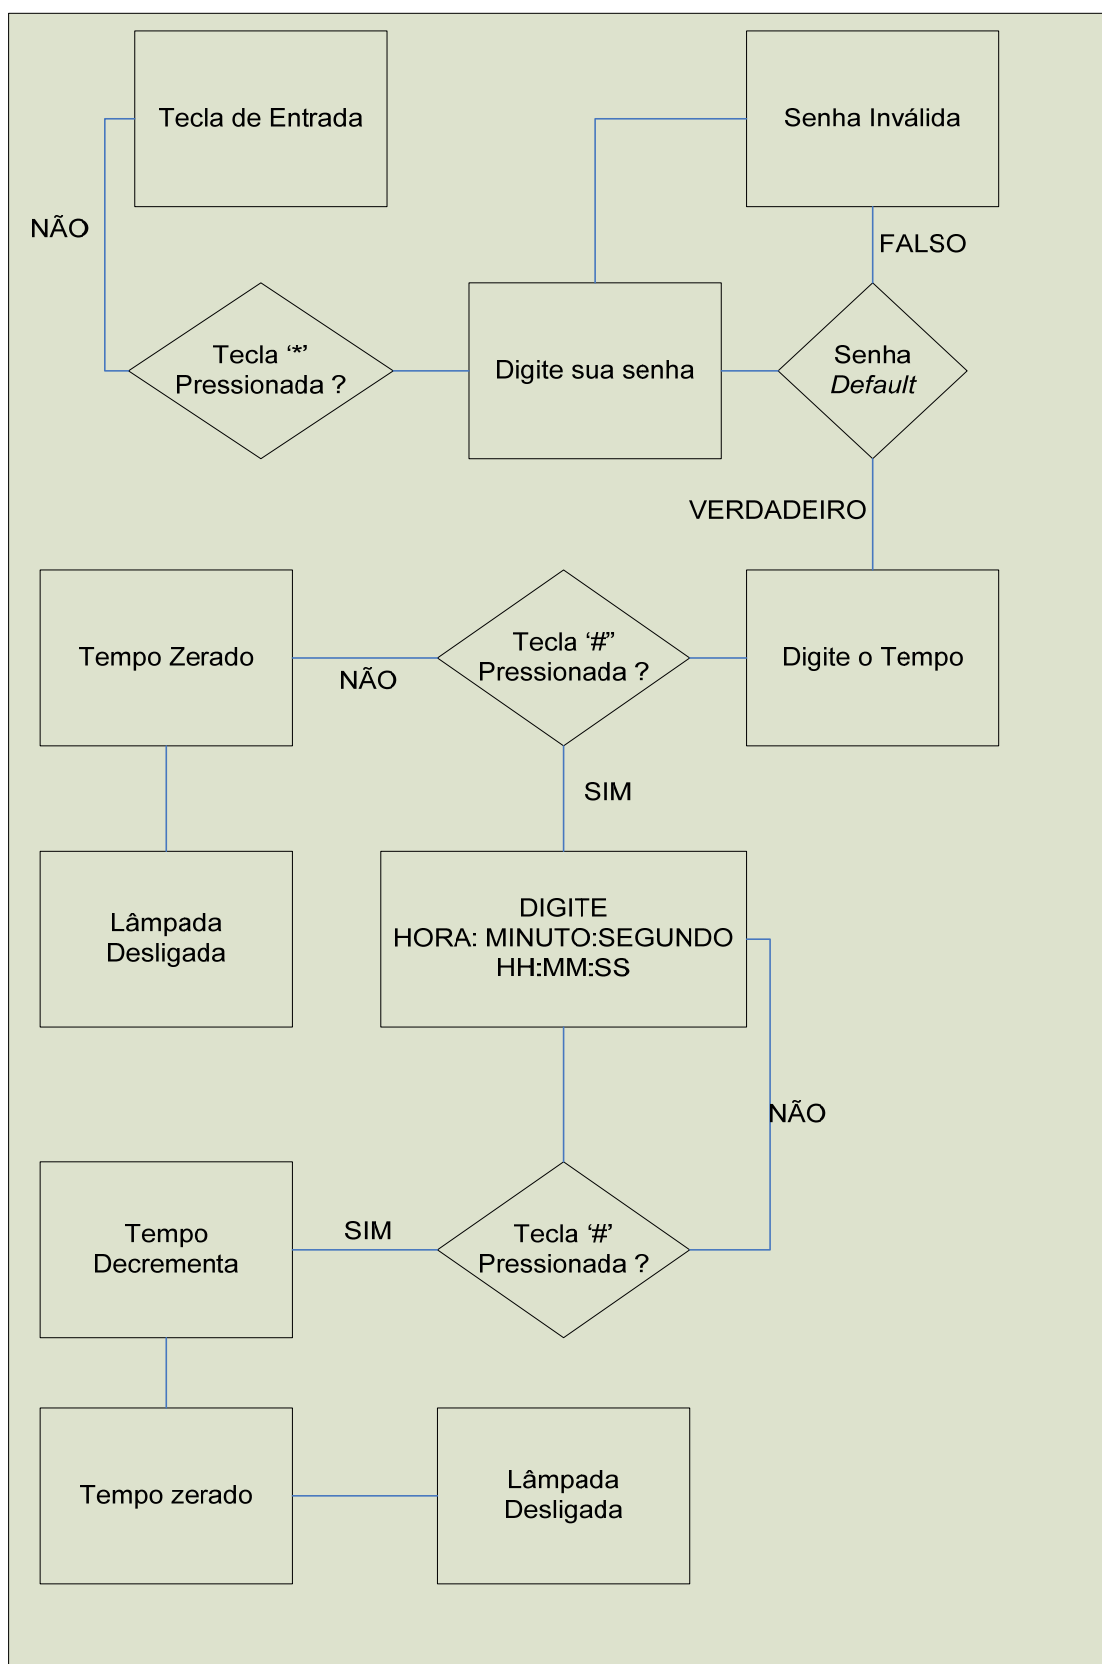 Tecla de Entrada
Senha Inválida
NÃO
FALSO
Tecla ‘*’
Pressionada ?
Digite sua senha
Senha
Default
VERDADEIRO
Tempo Zerado
NÃO
Tecla ‘#”
Pressionada ?
Digite o Tempo
SIM
Lâmpada
Desligada
DIGITE
HORA: MINUTO:SEGUNDO
HH:MM:SS
NÃO
Tempo
Decrementa
SIM
Tecla ‘#’
Pressionada ?
Tempo zerado
Lâmpada
Desligada